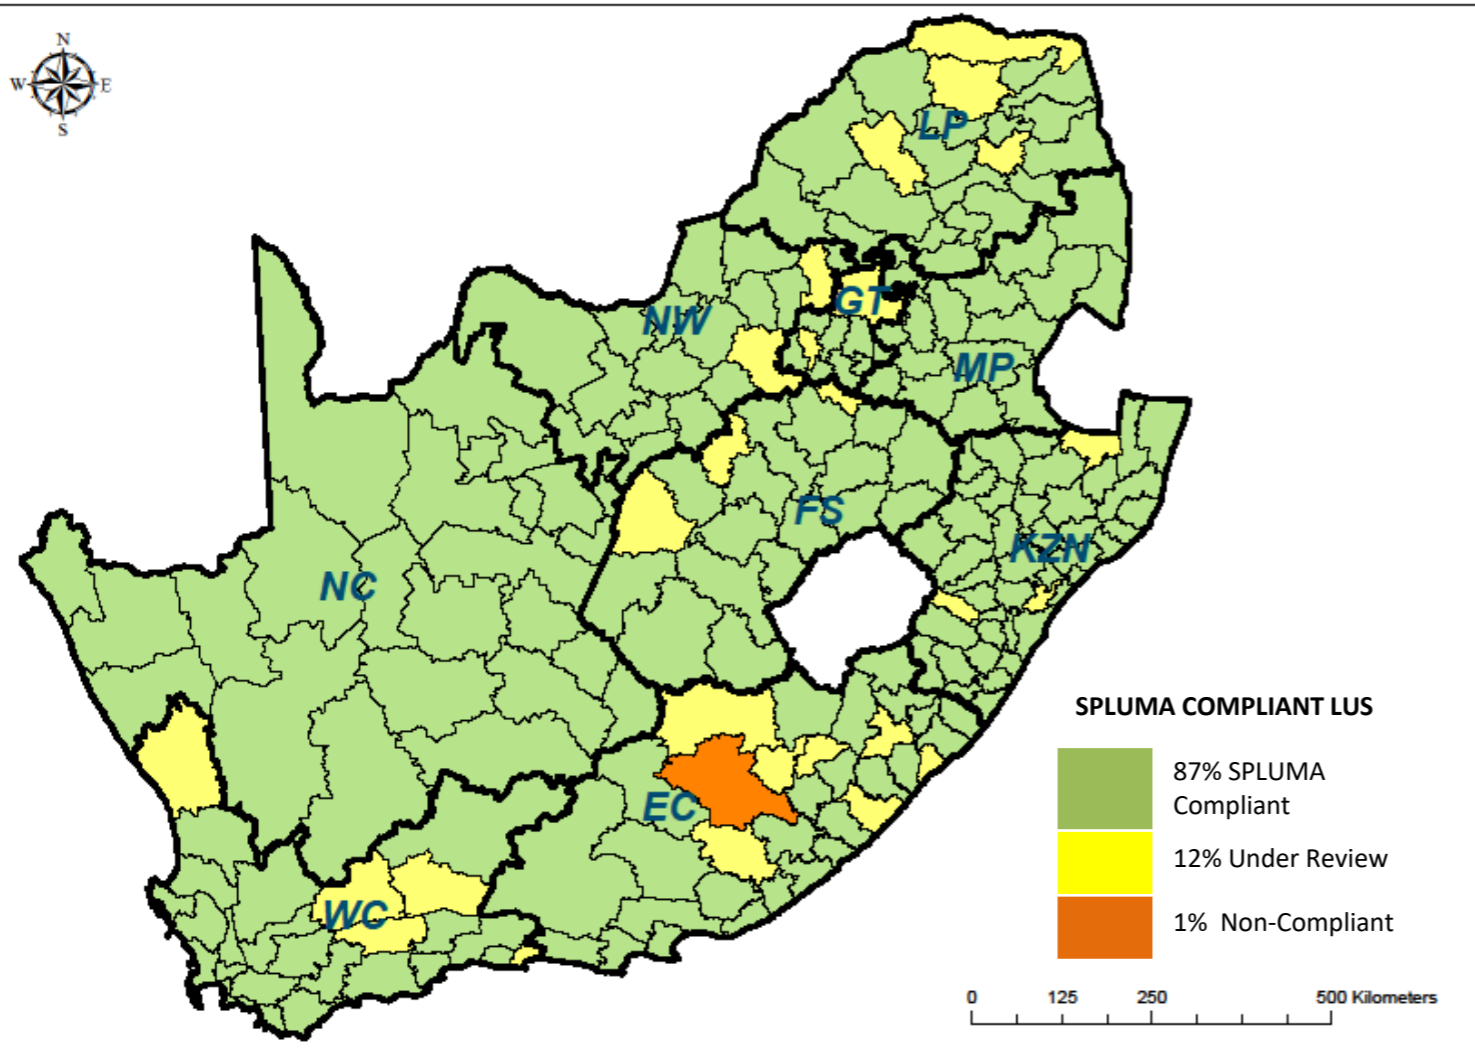 N
W E
S
LP
GT
NW
MP
FS
KZN
NC
EC
WC
SPLUMA COMPLIANT LUS
87% SPLUMA
Compliant
12% Under Review
1% Non-Compliant
0 125 250 500 Kilometers